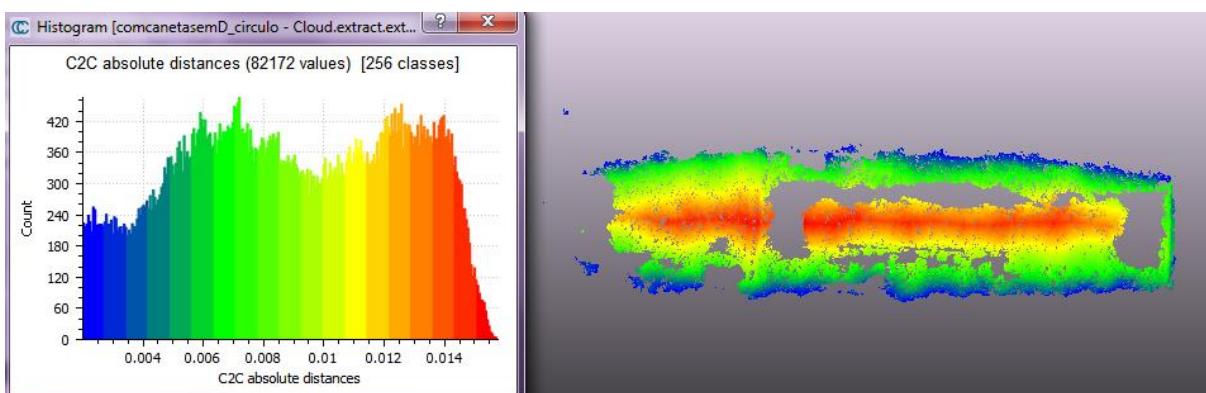 Histogram [comcanetasemD_circulo - Cloud.extract.ext...
C2C absolute distances (82172 values) [256 classes]
Count
420
360
300
240
180
120
60
0
0.004 0.006 0.008 0.01 0.012 0.014
C2C absolute distances